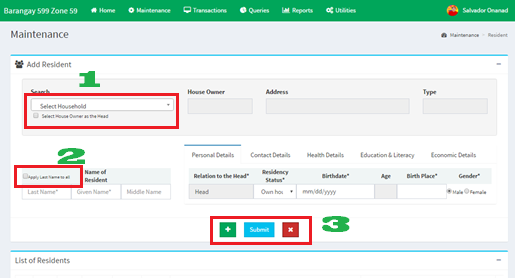 Barangay 599 Zone 59 Home Maintenance Transactions Queries Reports Utilities Salvador Onanad
Maintenance Maintenance > Resident
Add Resident
1
Search House Owner Address Type
Select Household
Select House Owner as the Head
2
Personal Details Contact Details Health Details Education & Literacy Economic Details
Apply Last Name to all Name of Resident Relation to the Head* Residency Status* Birthdate* Age Birth Place* Gender*
Last Name* Given Name* Middle Name Head Own hou mm/dd/yyyy Male Female
+ Submit × 3
List of Residents